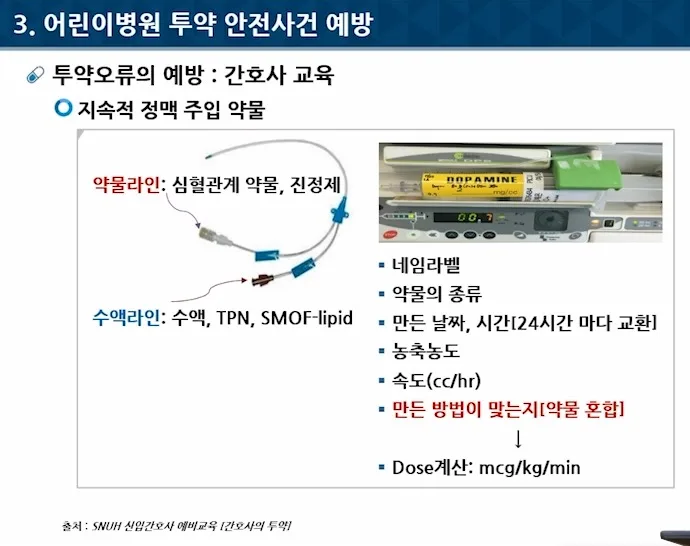 3. 어린이병원 투약 안전사건 예방
투약오류의 예방 : 간호사 교육
지속적 정맥 주입 약물
약물라인: 심혈관계 약물, 진정제
수액라인: 수액, TPN, SMOF-lipid
DOPAMINE
mg/cc
00.7
▪ 네임라벨
▪ 약물의 종류
▪ 만든 날짜, 시간[24시간 마다 교환]
▪ 농축농도
▪ 속도(cc/hr)
▪ 만든 방법이 맞는지[약물 혼합]
↓
▪ Dose계산: mcg/kg/min
출처 : SNUH 신입간호사 예비교육 [간호사의 투약]